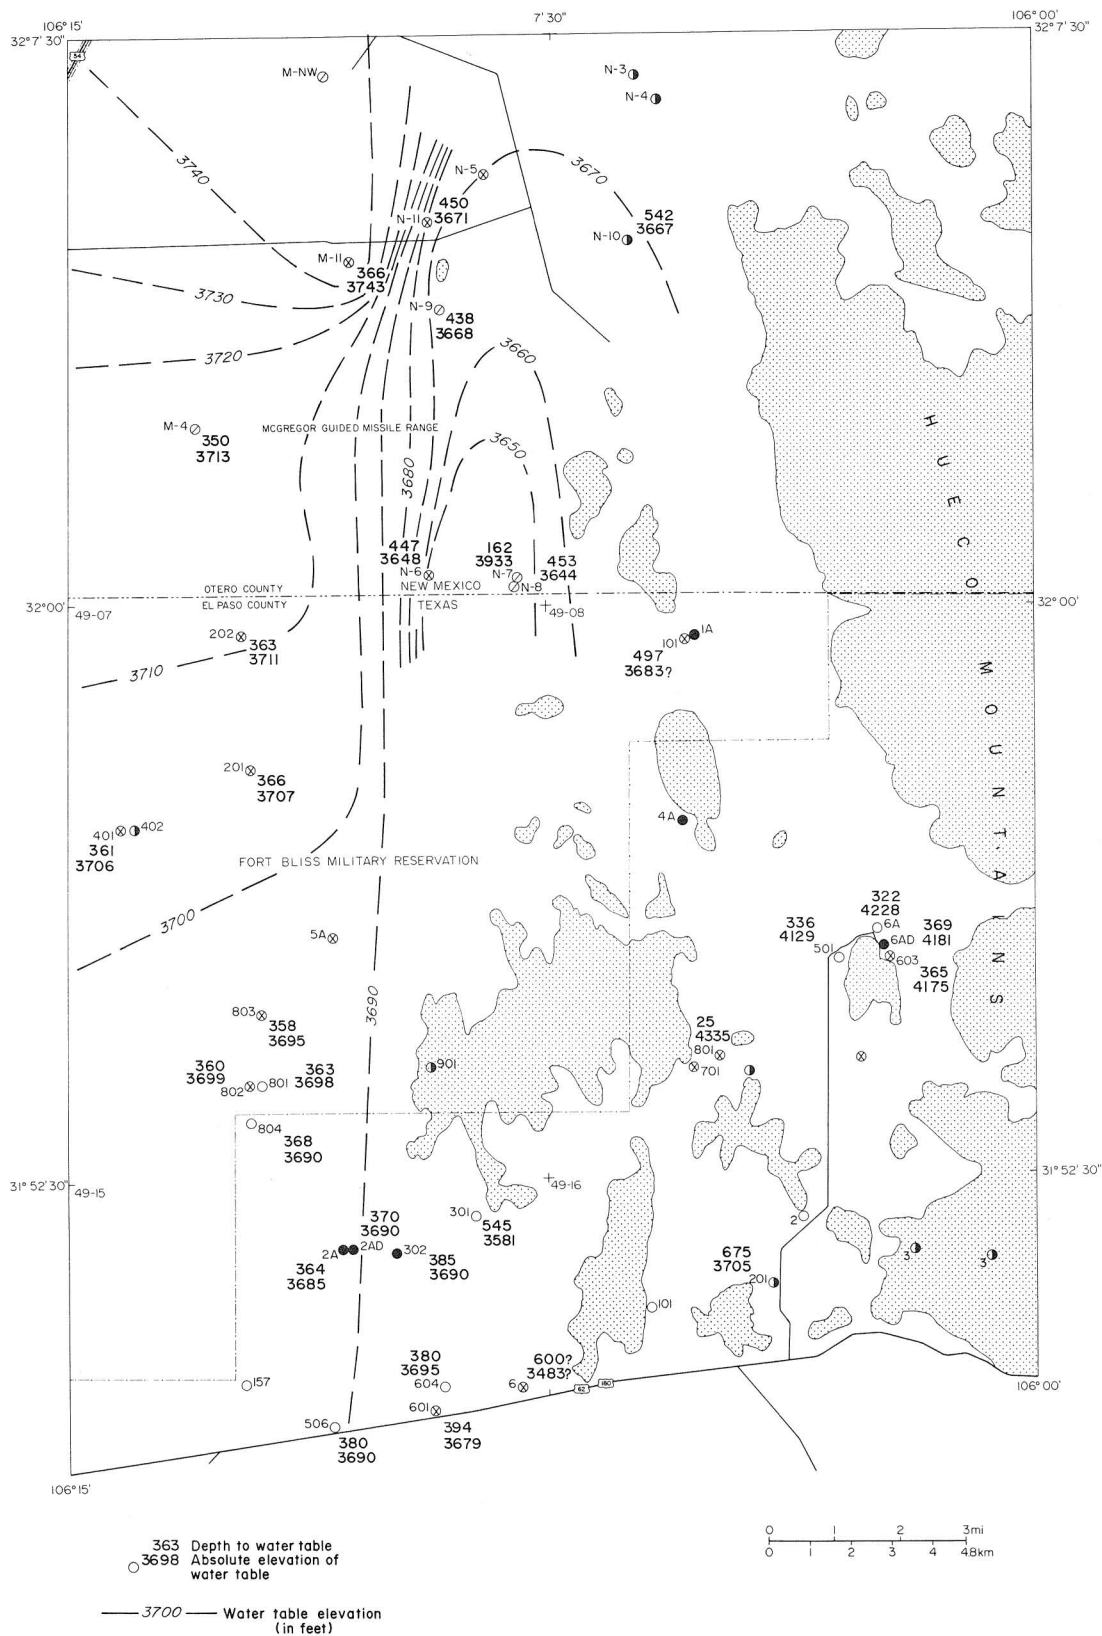 106° 15'
7' 30"
106° 00'
32° 7' 30"
32° 7' 30"
54
M-NW
N-3
N-4
3740
N-5
3670
450
N-11
3671
542
3667
N-10
M-11
366
3743
3730
N-9
438
3668
3720
3660
M-4
350
3713
MCGREGOR GUIDED MISSILE RANGE
3650
3680
HUECO
447
3648
N-6
162
3933
N-7
453
3644
N-8
OTERO COUNTY
NEW MEXICO
EL PASO COUNTY
TEXAS
32° 00'
32° 00'
49-07
49-08
202
363
3711
101
1A
497
3683?
3710
MOUNT.AINS
201
366
3707
401
402
361
3706
4A
FORT BLISS MILITARY RESERVATION
3700
5A
322
4228
6A
336
4129
501
6AD
369
4181
603
365
4175
3690
803
358
3695
25
4335
801
701
901
360
3699
802
801
363
3698
804
368
3690
31° 52' 30"
31° 52' 30"
49-15
49-16
301
545
3581
2
370
3690
2A
2AD
302
364
3685
385
3690
675
3705
201
3
3
101
380
3695
604
600?
3483?
6
62
180
157
601
394
3679
506
380
3690
106° 00'
106° 15'
363 Depth to water table
3698 Absolute elevation of
water table
3700 Water table elevation
(in feet)
0 1 2 3mi
0 1 2 3 4 4.8km